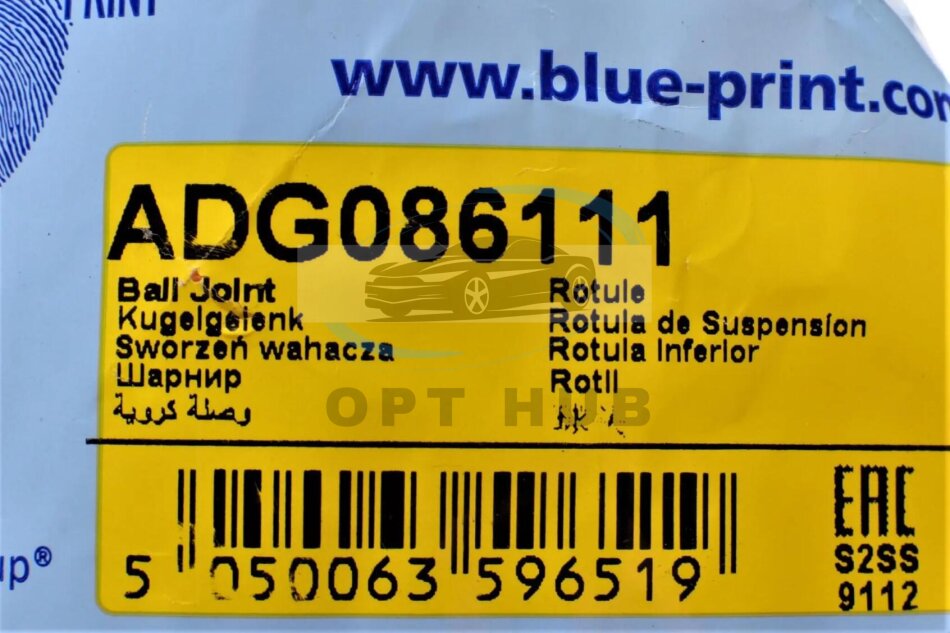 PRINT
www.blue-print.com
ADG086111
Ball Joint
Kugelgelenk
Sworzeń wahacza
Шарнир
وصلة كروية
Rotule
Rotula de Suspensíon
Rotula Inferior
Rotil
OPT HUB
5 050063 596519
EAC
S2SS
9112
up®